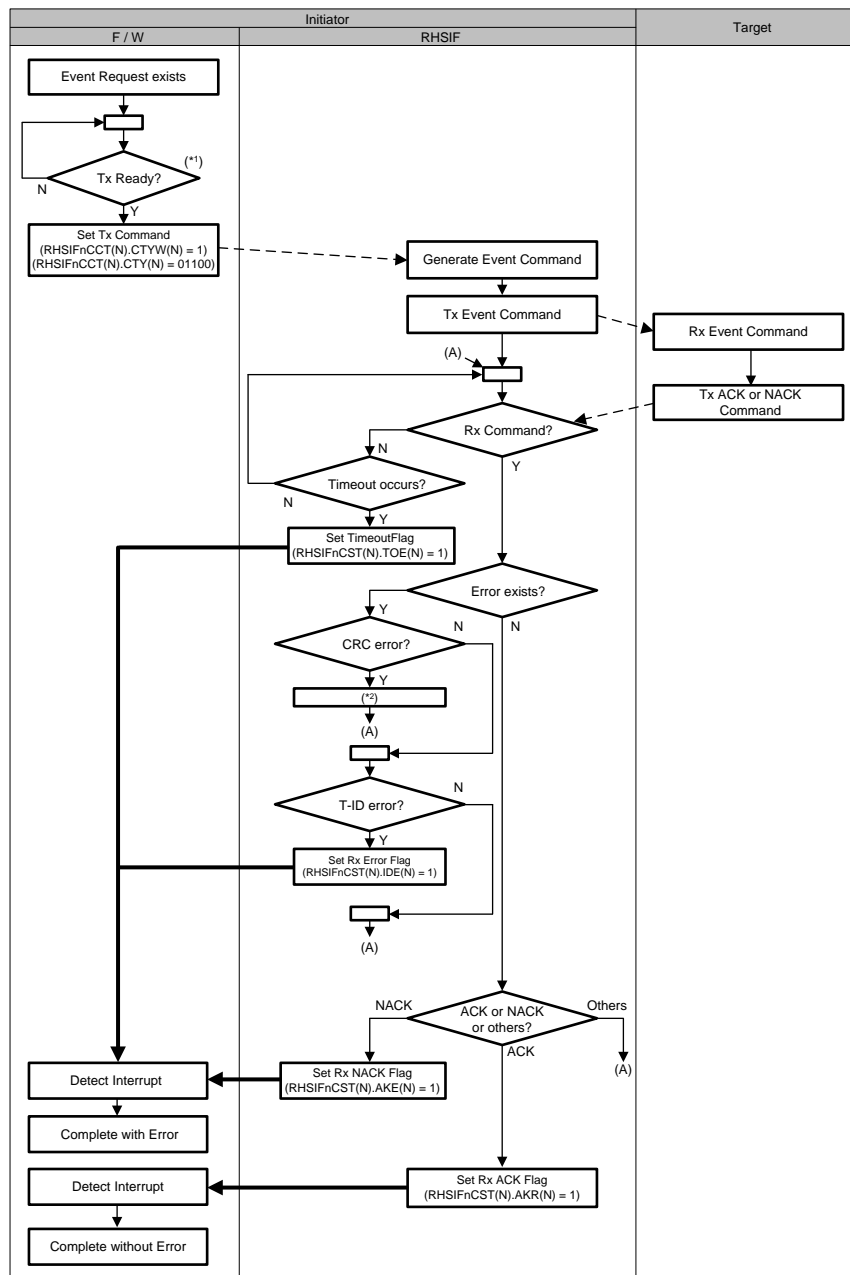 Initiator
Target
F / W
RHSIF
Event Request exists
(*1)
Tx Ready?
N
Y
Set Tx Command
(RHSIFnCCT(N).CTYW(N) = 1)
(RHSIFnCCT(N).CTY(N) = 01100)
Generate Event Command
Tx Event Command
Rx Event Command
(A)
Tx ACK or NACK
Command
Rx Command?
N
Y
Timeout occurs?
N
Y
Set TimeoutFlag
(RHSIFnCST(N).TOE(N) = 1)
Error exists?
Y
N
N
CRC error?
Y
(*2)
(A)
N
T-ID error?
Y
Set Rx Error Flag
(RHSIFnCST(N).IDE(N) = 1)
(A)
NACK
ACK or NACK
or others?
Others
ACK
(A)
Detect Interrupt
Set Rx NACK Flag
(RHSIFnCST(N).AKE(N) = 1)
Complete with Error
Detect Interrupt
Set Rx ACK Flag
(RHSIFnCST(N).AKR(N) = 1)
Complete without Error